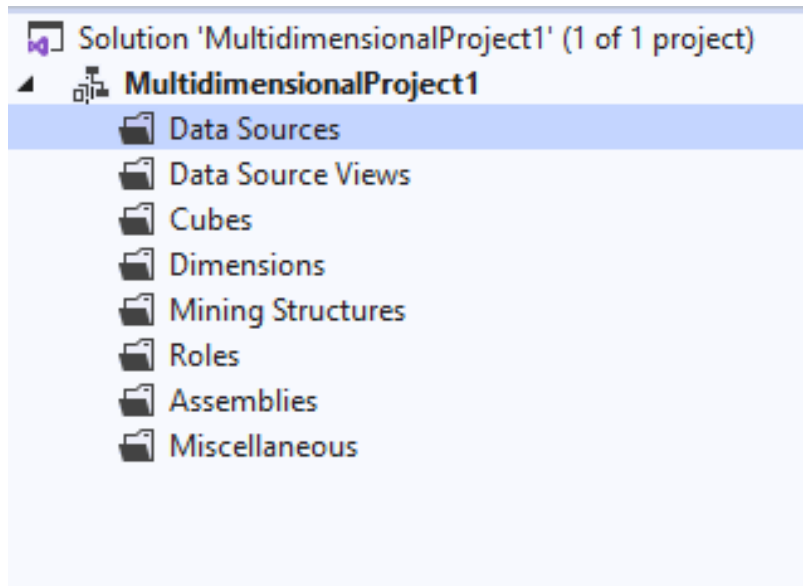 Solution 'MultidimensionalProject1' (1 of 1 project)
MultidimensionalProject1
Data Sources
Data Source Views
Cubes
Dimensions
Mining Structures
Roles
Assemblies
Miscellaneous